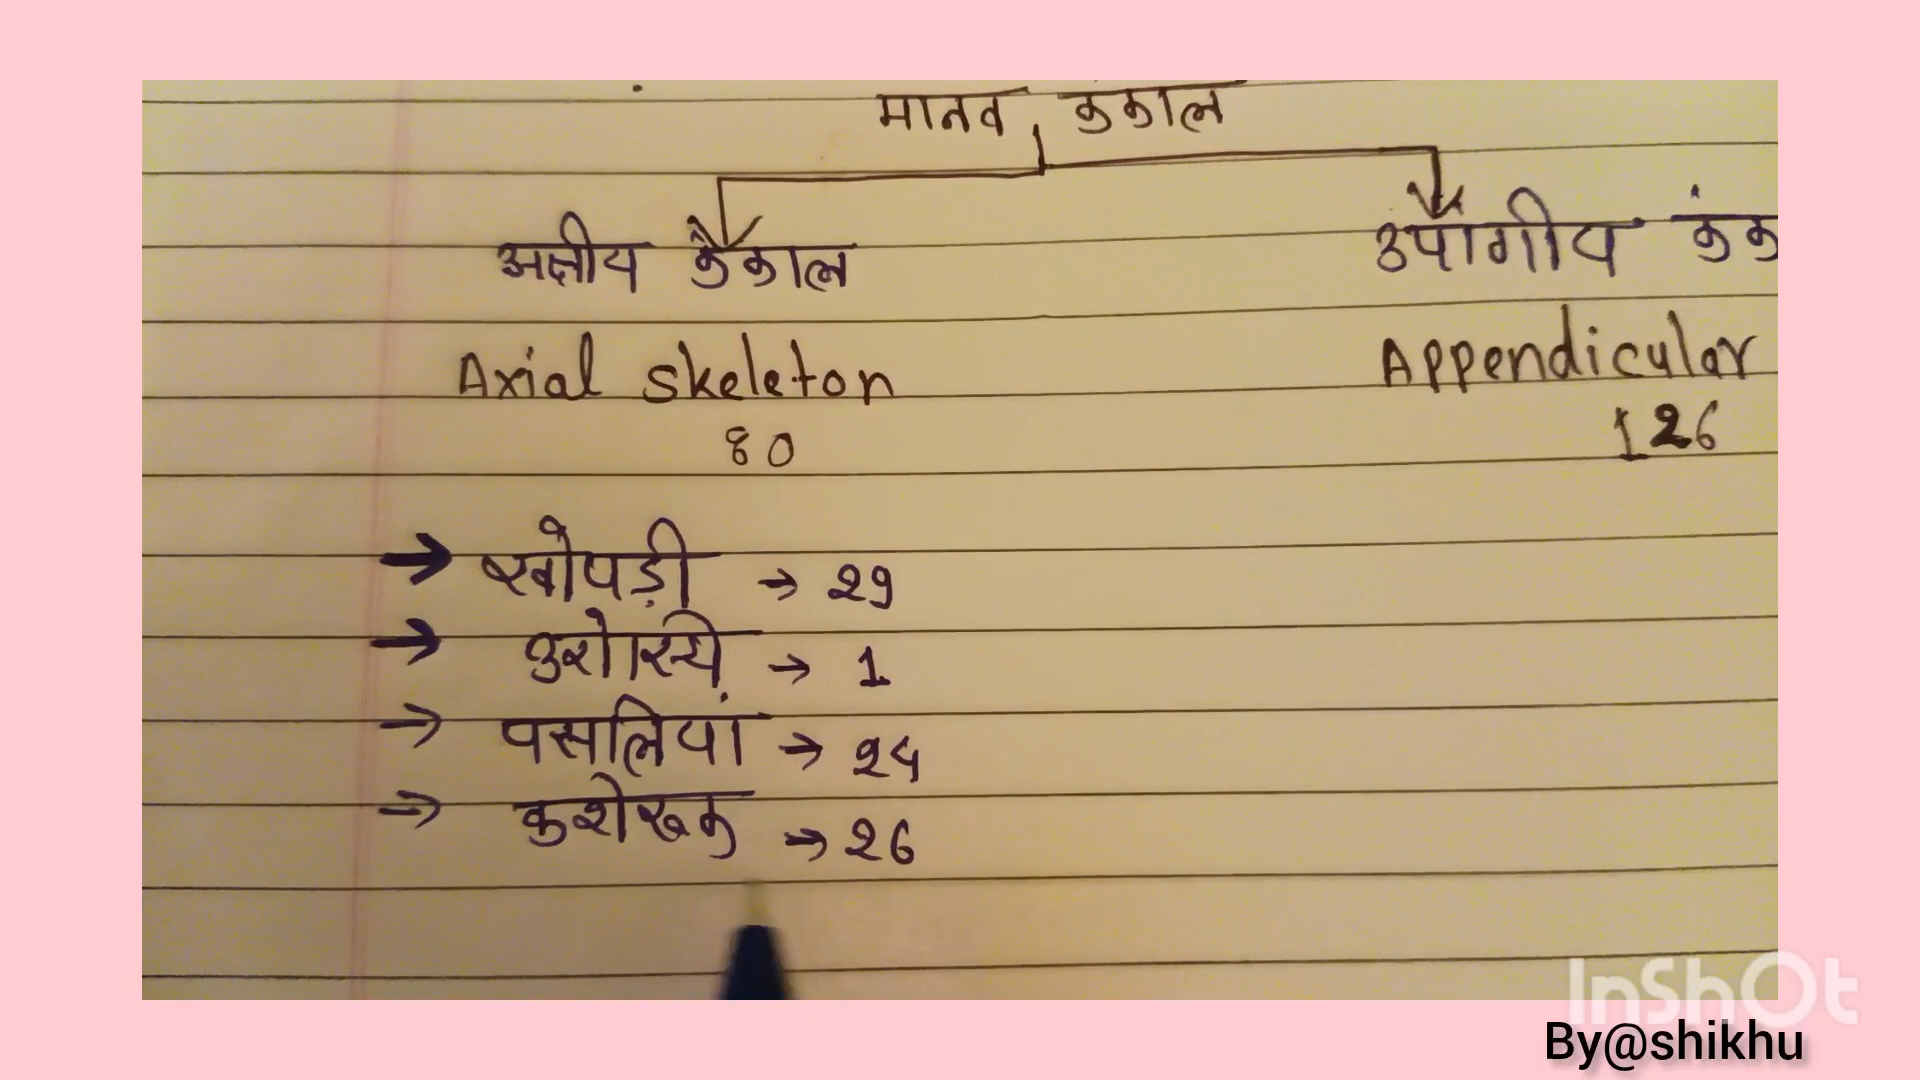 मानव कंकाल
अक्षीय कंकाल उपांगीय कंक
Axial skeleton Appendicular
80 126
→ खोपड़ी → 29
→ उरोस्थि → 1
→ पसलियां → 24
→ कशेरूक → 26
InShOt
By@shikhu